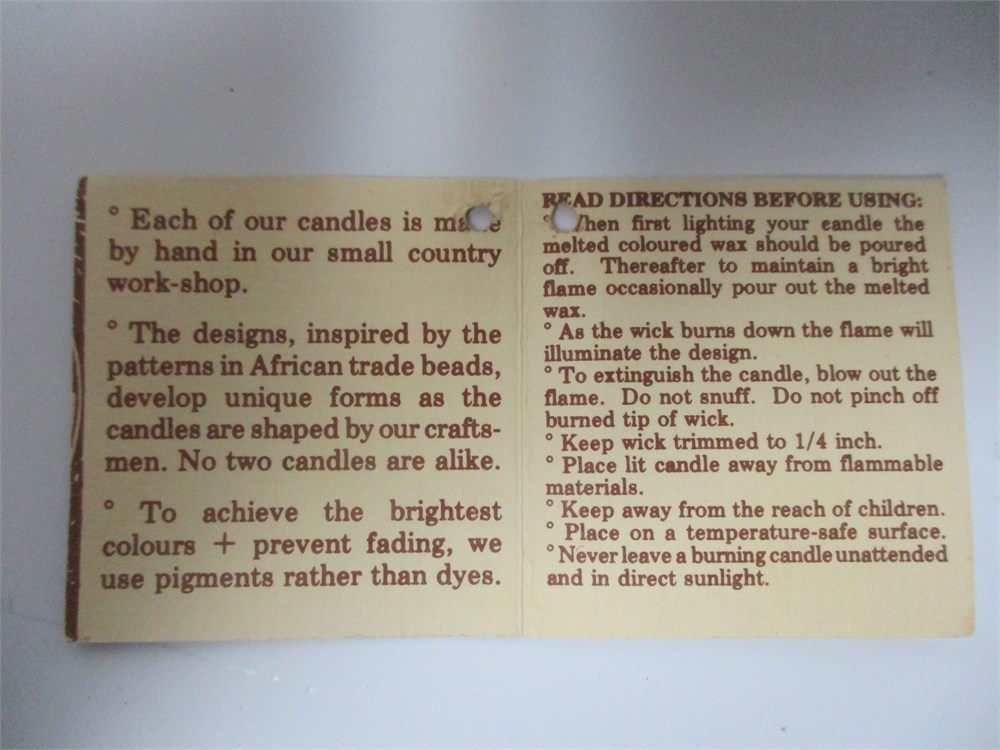 ° Each of our candles is made
by hand in our small country
work-shop.
° The designs, inspired by the
patterns in African trade beads,
develop unique forms as the
candles are shaped by our crafts-
men. No two candles are alike.
° To achieve the brightest
colours + prevent fading, we
use pigments rather than dyes.
READ DIRECTIONS BEFORE USING:
° When first lighting your candle the
melted coloured wax should be poured
off. Thereafter to maintain a bright
flame occasionally pour out the melted
wax.
° As the wick burns down the flame will
illuminate the design.
° To extinguish the candle, blow out the
flame. Do not snuff. Do not pinch off
burned tip of wick.
° Keep wick trimmed to 1/4 inch.
° Place lit candle away from flammable
materials.
° Keep away from the reach of children.
° Place on a temperature-safe surface.
° Never leave a burning candle unattended
and in direct sunlight.